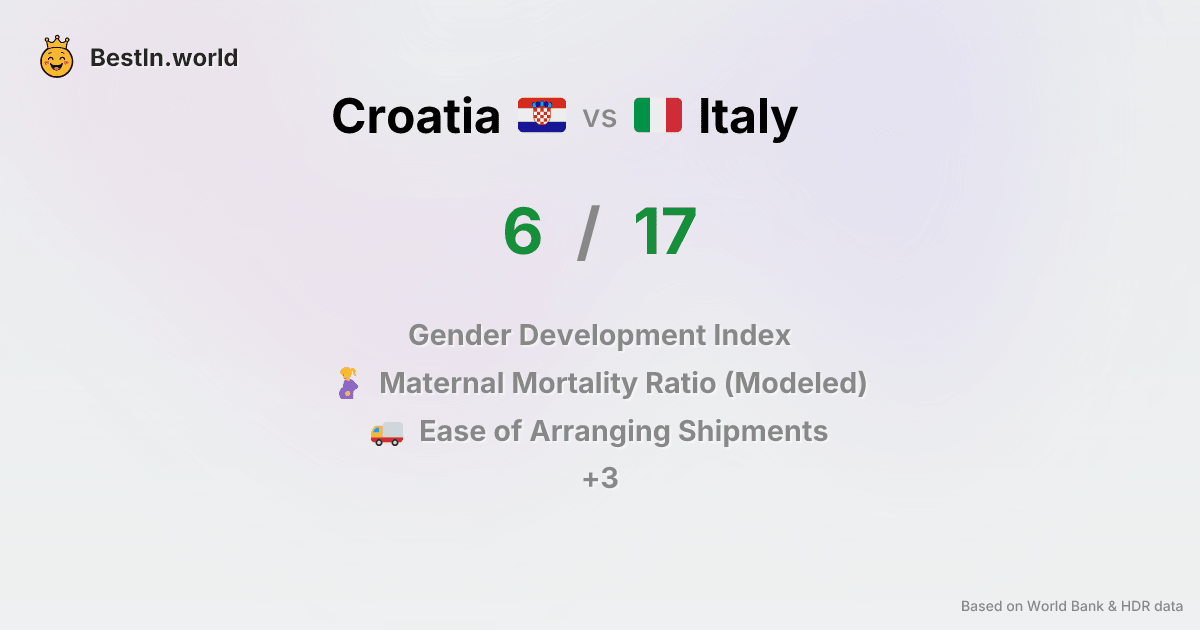 BestIn.world
Croatia vs Italy
6 / 17
Gender Development Index
Maternal Mortality Ratio (Modeled)
Ease of Arranging Shipments
+3
Based on World Bank & HDR data